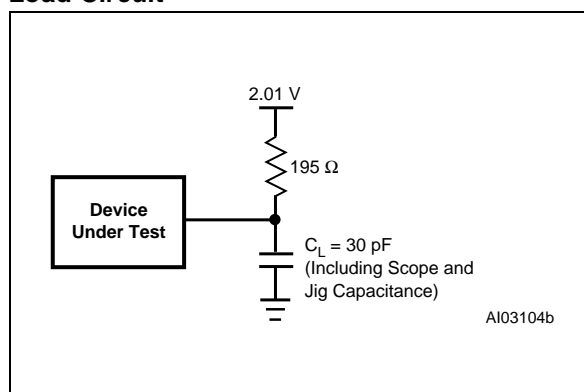 Load Circuit
2.01 V
195 Ω
Device
Under Test
C_L = 30 pF
(Including Scope and
Jig Capacitance)
AI03104b